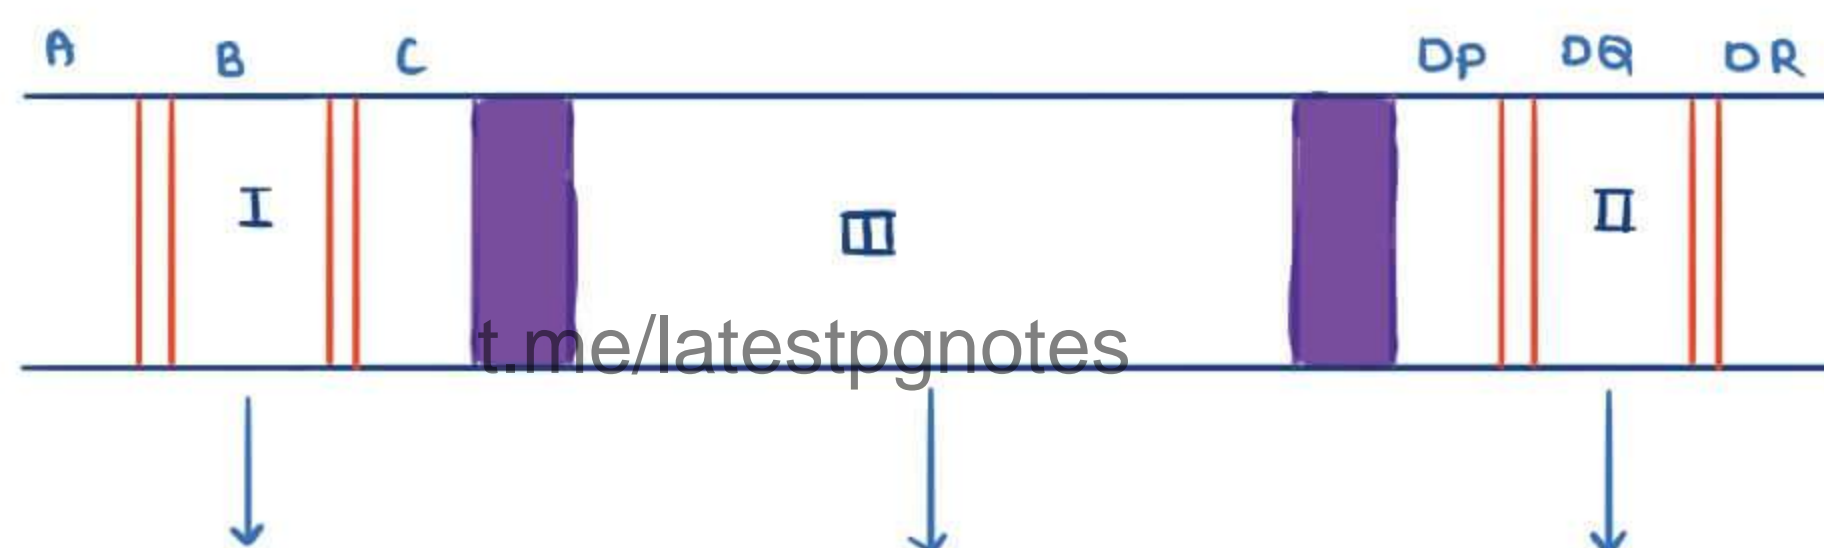 A B C DP DQ DR
I III II
t.me/latestpgnotes